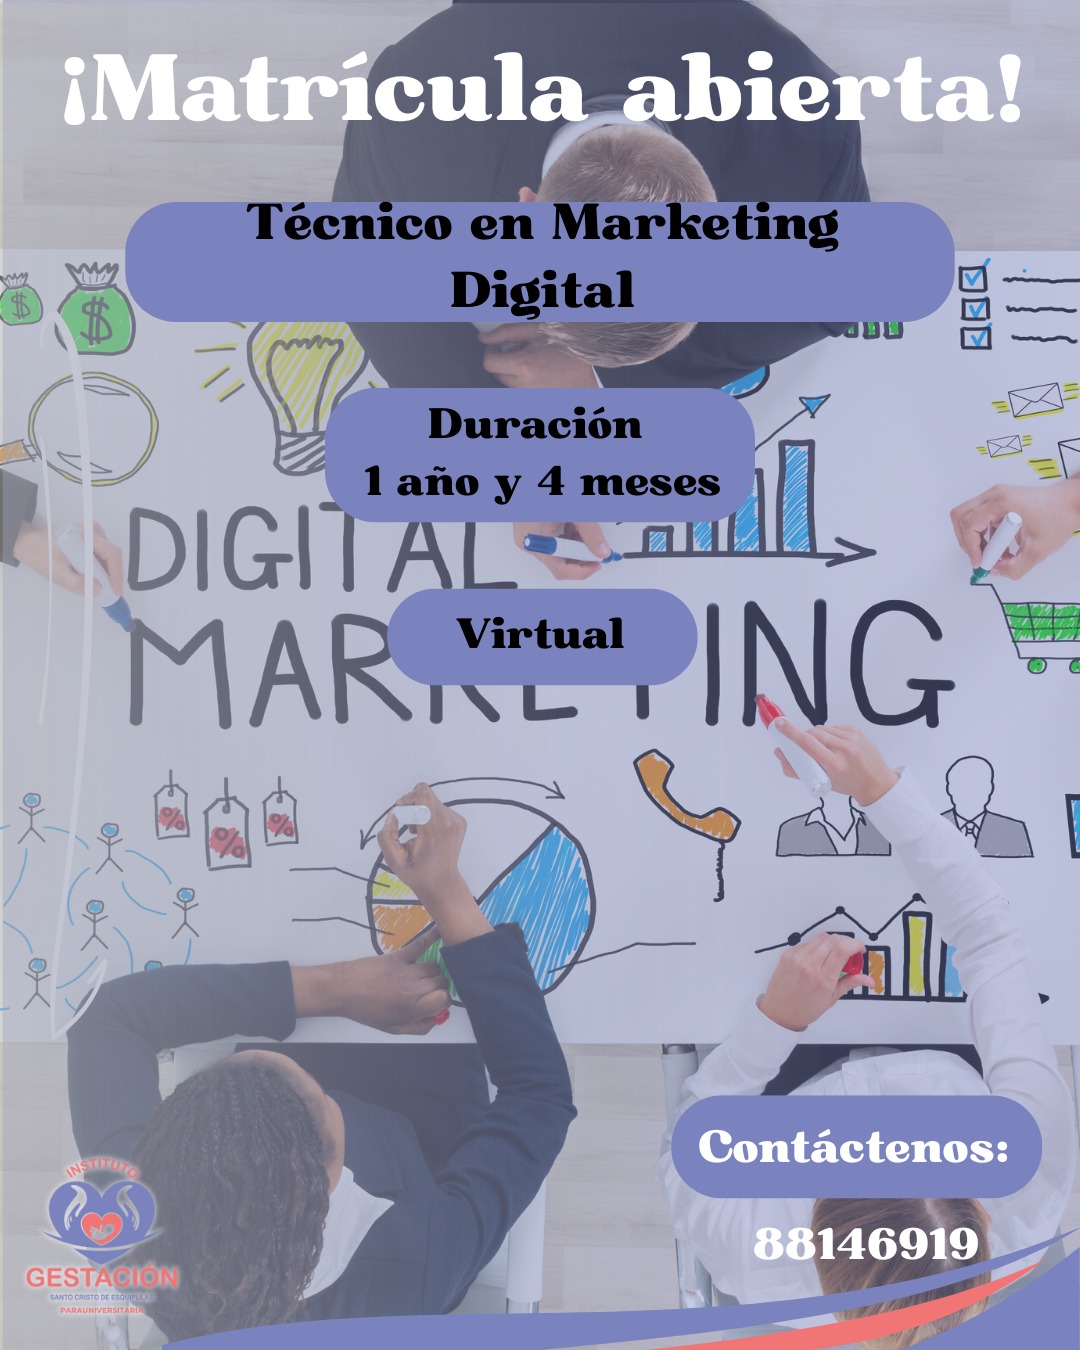 ¡Matrícula abierta!
Técnico en Marketing
Digital
Duración
1 año y 4 meses
DIGITAL
Virtual
MARKETING
Contáctenos:
88146919
INSTITUTO
GESTACIÓN
SANTO CRISTO DE ESQUIPULAS
PARAUNIVERSITARIA